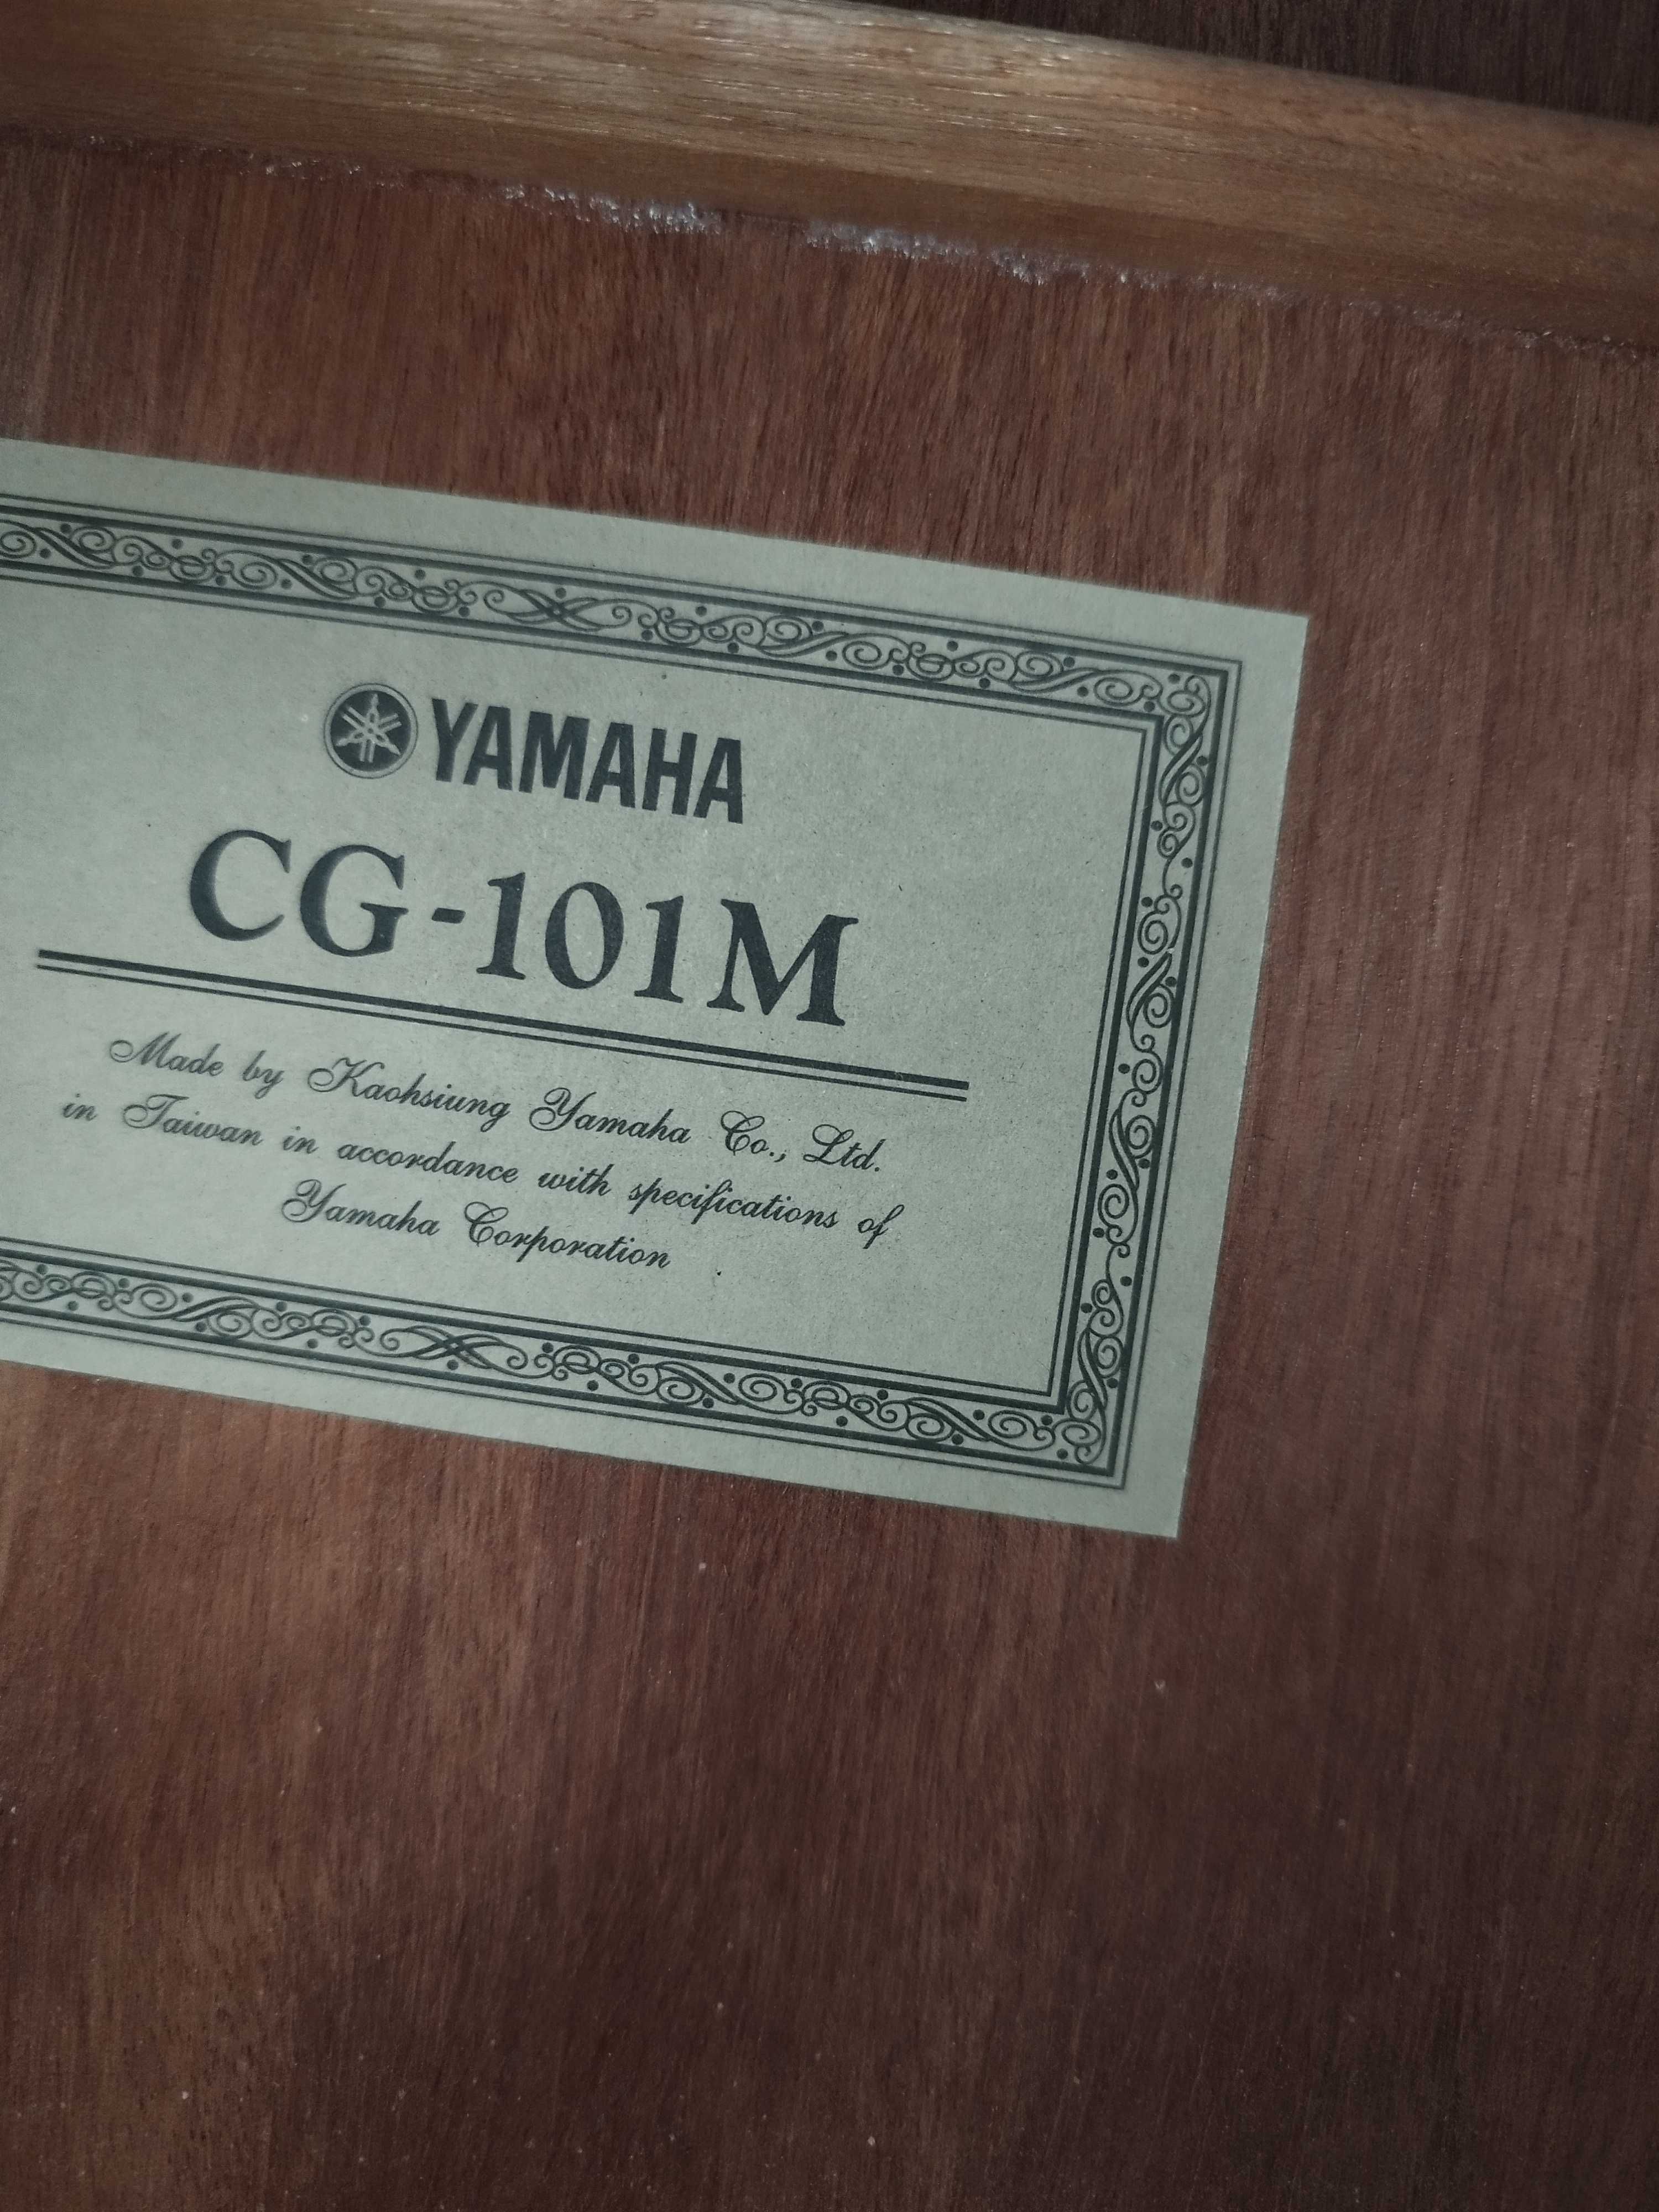 YAMAHA
CG-101M
Made by Kaohsiung Yamaha Co., Ltd.
in Taiwan in accordance with specifications of
Yamaha Corporation